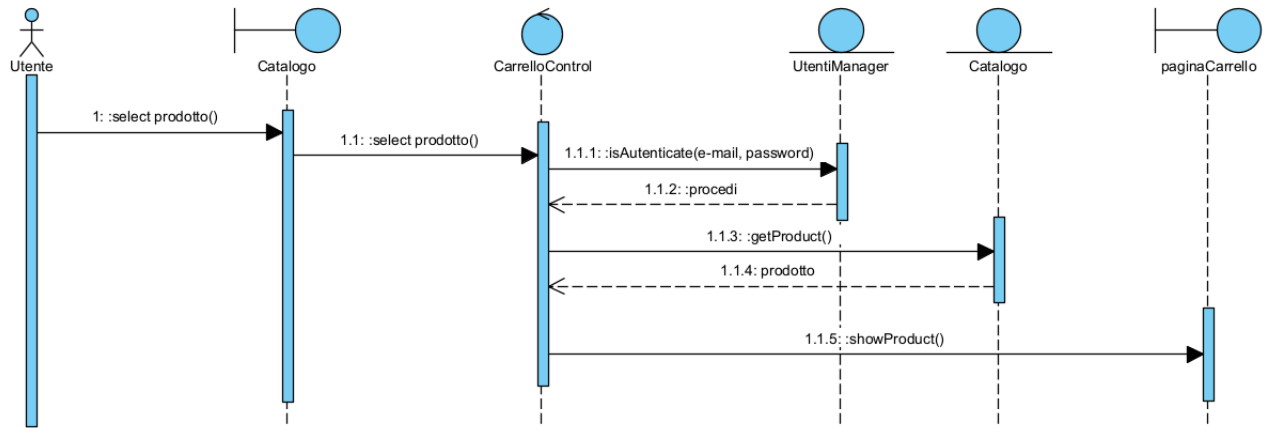 Utente
Catalogo
CarrelloControl
UtentiManager
Catalogo
paginaCarrello
1: :select prodotto()
1.1: :select prodotto()
1.1.1: :isAutenticate(e-mail, password)
1.1.2: :procedi
1.1.3: :getProduct()
1.1.4: prodotto
1.1.5: :showProduct()